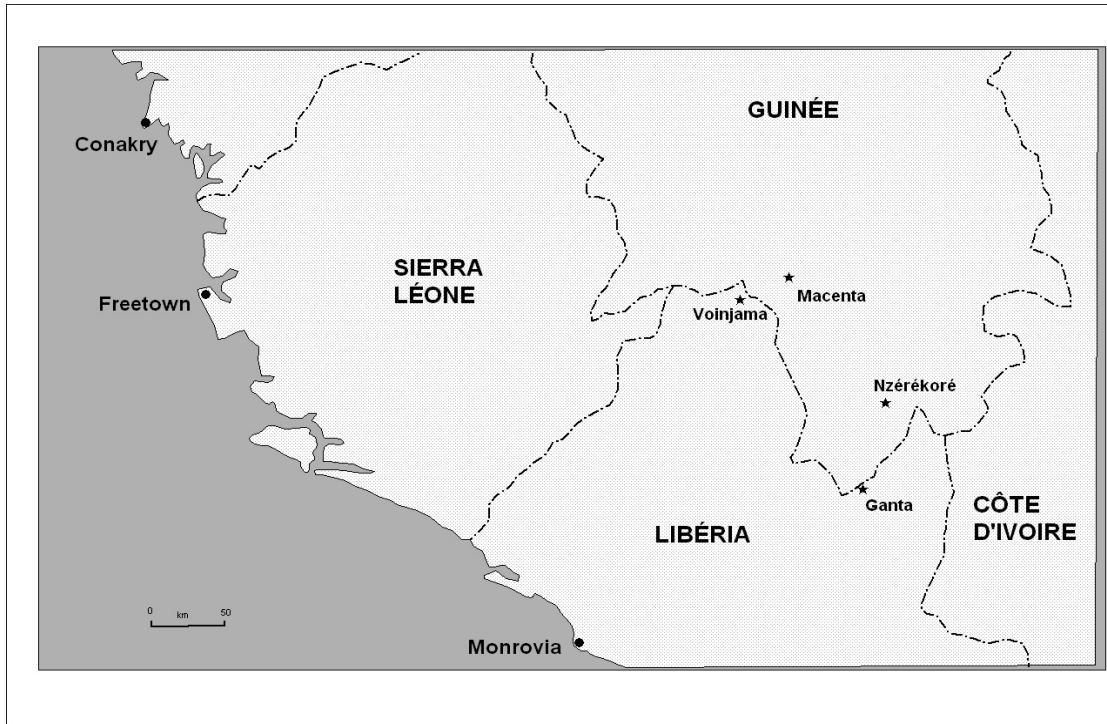 GUINÉE
Conakry
SIERRA
LÉONE
Freetown
Macenta
Voinjama
Nzérékoré
Ganta
CÔTE
D'IVOIRE
LIBÉRIA
0 km 50
Monrovia